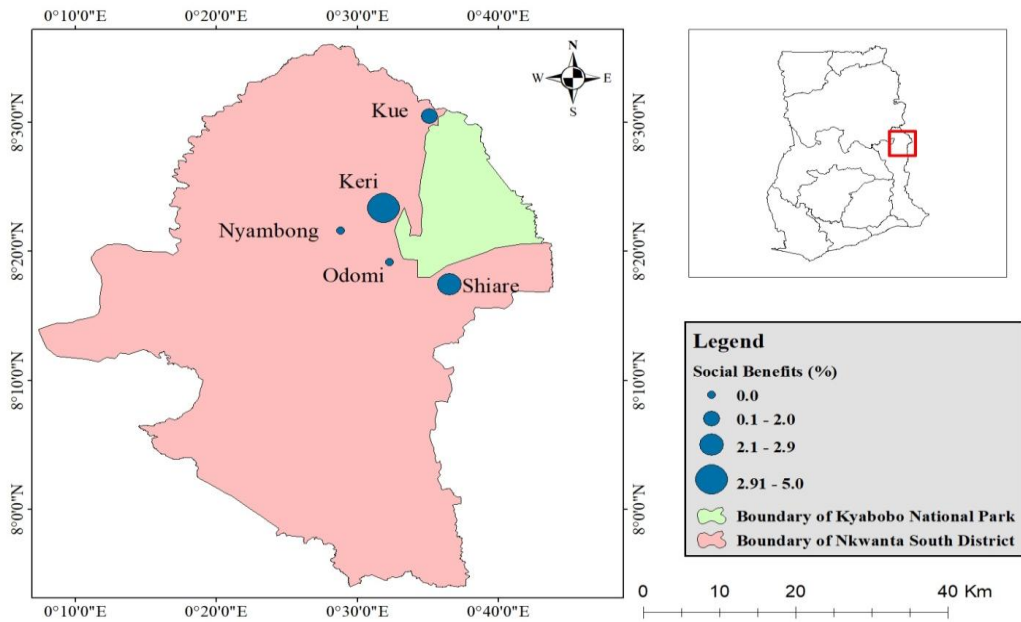 0°10'0"E 0°20'0"E 0°30'0"E 0°40'0"E
N
W E
S
8°30'0"N 8°30'0"N
8°20'0"N 8°20'0"N
8°10'0"N 8°10'0"N
8°0'0"N 8°0'0"N
Kue
Keri
Nyambong
Odomi
Shiare
0°10'0"E 0°20'0"E 0°30'0"E 0°40'0"E
Legend
Social Benefits (%)
0.0
0.1 - 2.0
2.1 - 2.9
2.91 - 5.0
Boundary of Kyabobo National Park
Boundary of Nkwanta South District
0 10 20 40 Km